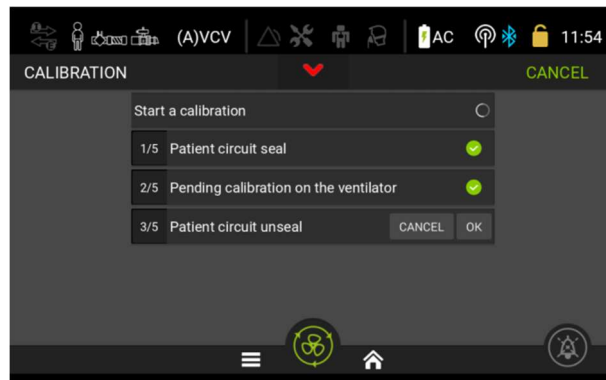 (A)VCV AC 11:54
CALIBRATION CANCEL
Start a calibration
1/5 Patient circuit seal
2/5 Pending calibration on the ventilator
3/5 Patient circuit unseal CANCEL OK